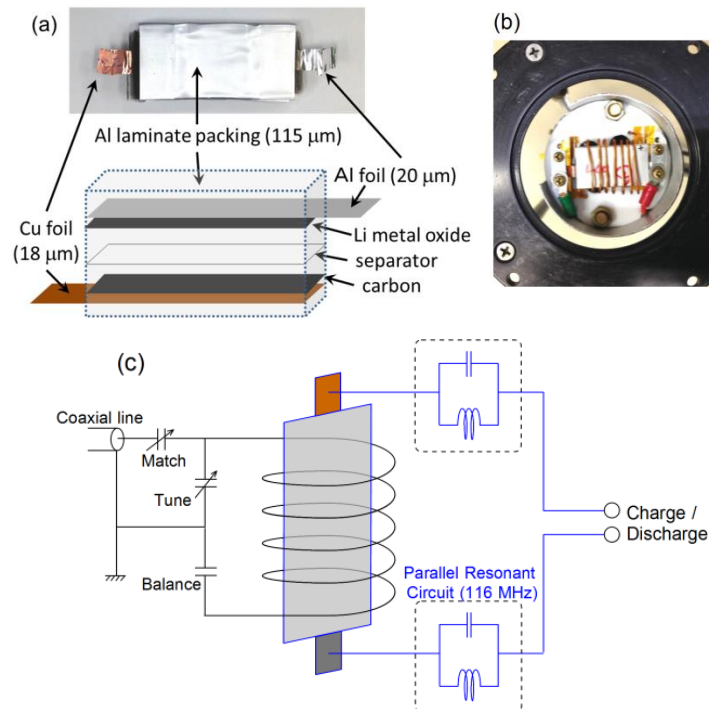 (a)
Al laminate packing (115 μm)
Al foil (20 μm)
Cu foil
(18 μm)
Li metal oxide
separator
carbon
(b)
(c)
Coaxial line
Match
Tune
Balance
Parallel Resonant
Circuit (116 MHz)
Charge /
Discharge